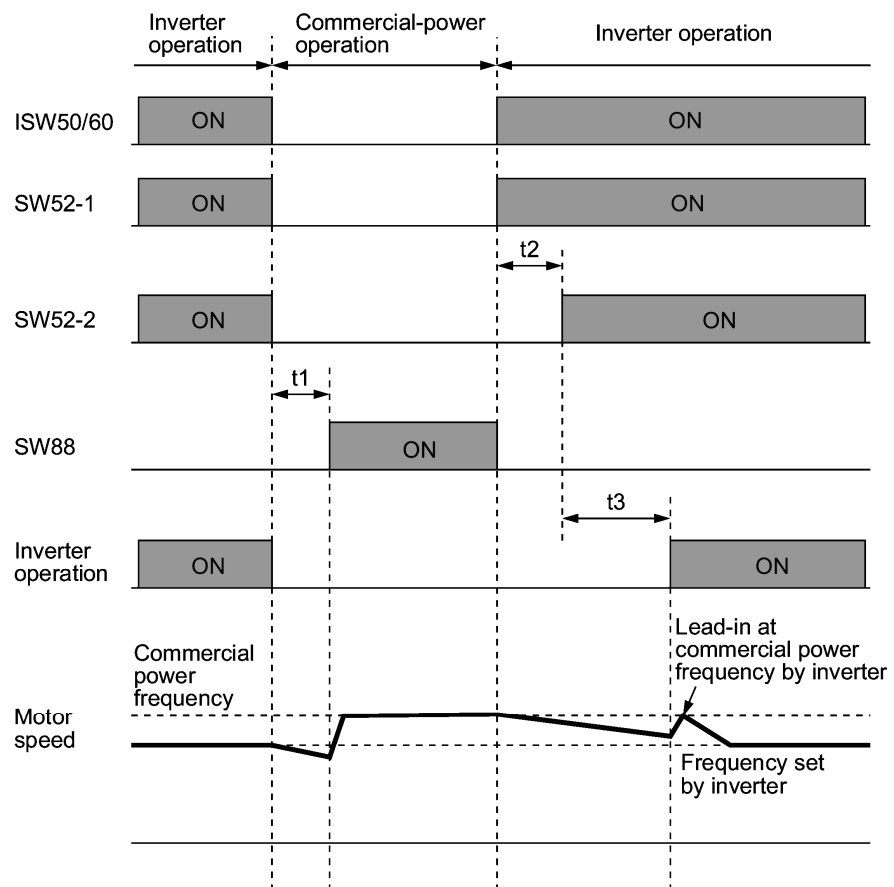 Inverter
operation
Commercial-power
operation
Inverter operation
ISW50/60
ON
ON
SW52-1
ON
ON
t2
SW52-2
ON
ON
t1
SW88
ON
t3
Inverter
operation
ON
ON
Lead-in at
commercial power
frequency by inverter
Commercial
power
frequency
Motor
speed
Frequency set
by inverter